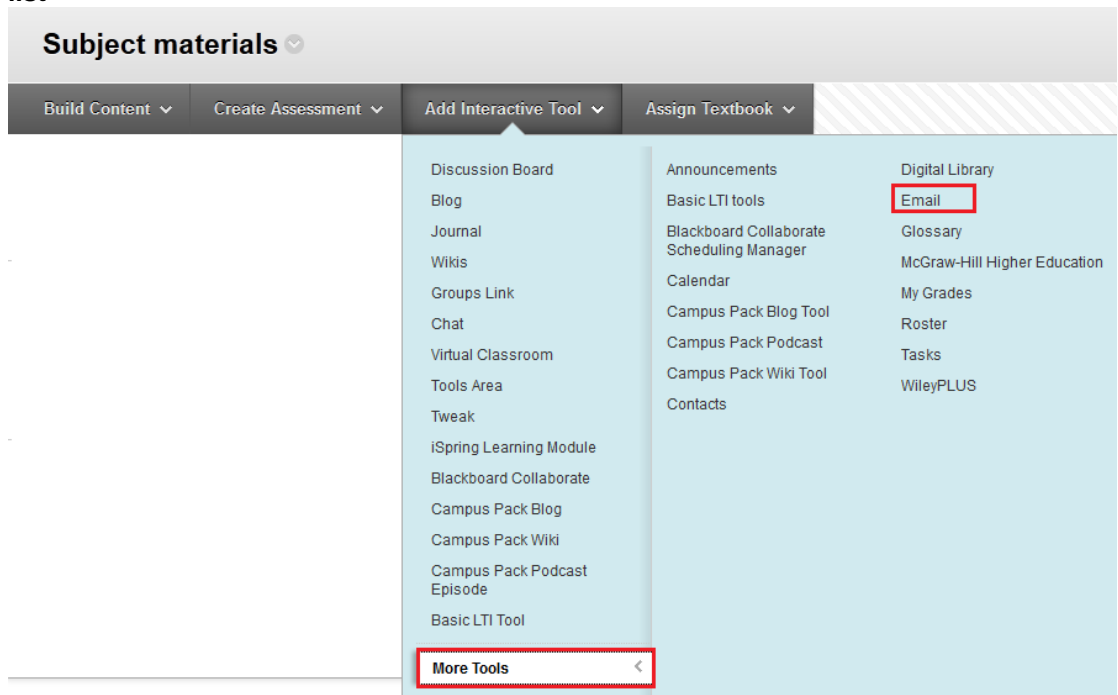 list
Subject materials
Build Content
Create Assessment
Add Interactive Tool
Assign Textbook
Discussion Board
Blog
Journal
Wikis
Groups Link
Chat
Virtual Classroom
Tools Area
Tweak
iSpring Learning Module
Blackboard Collaborate
Campus Pack Blog
Campus Pack Wiki
Campus Pack Podcast
Episode
Basic LTI Tool
More Tools
Announcements
Basic LTI tools
Blackboard Collaborate
Scheduling Manager
Calendar
Campus Pack Blog Tool
Campus Pack Podcast
Campus Pack Wiki Tool
Contacts
Digital Library
Email
Glossary
McGraw-Hill Higher Education
My Grades
Roster
Tasks
WileyPLUS